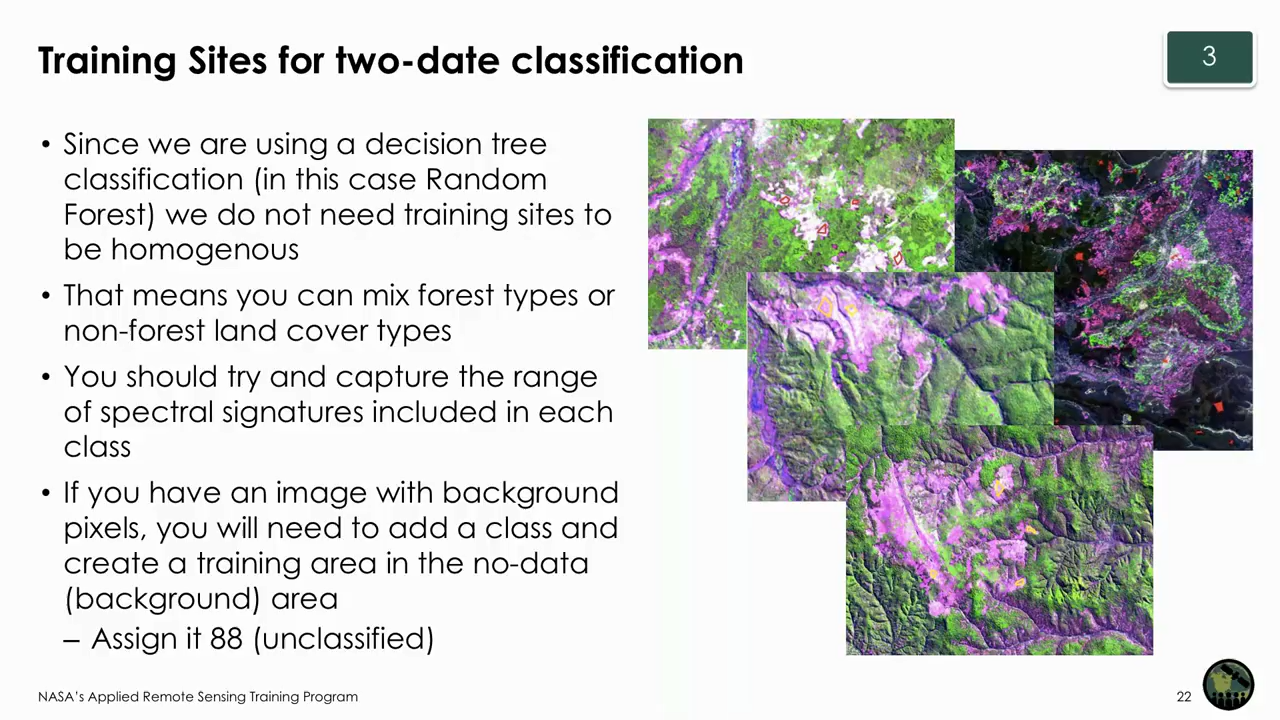 Training Sites for two-date classification
3
• Since we are using a decision tree
classification (in this case Random
Forest) we do not need training sites to
be homogenous
• That means you can mix forest types or
non-forest land cover types
• You should try and capture the range
of spectral signatures included in each
class
• If you have an image with background
pixels, you will need to add a class and
create a training area in the no-data
(background) area
– Assign it 88 (unclassified)
NASA's Applied Remote Sensing Training Program
22